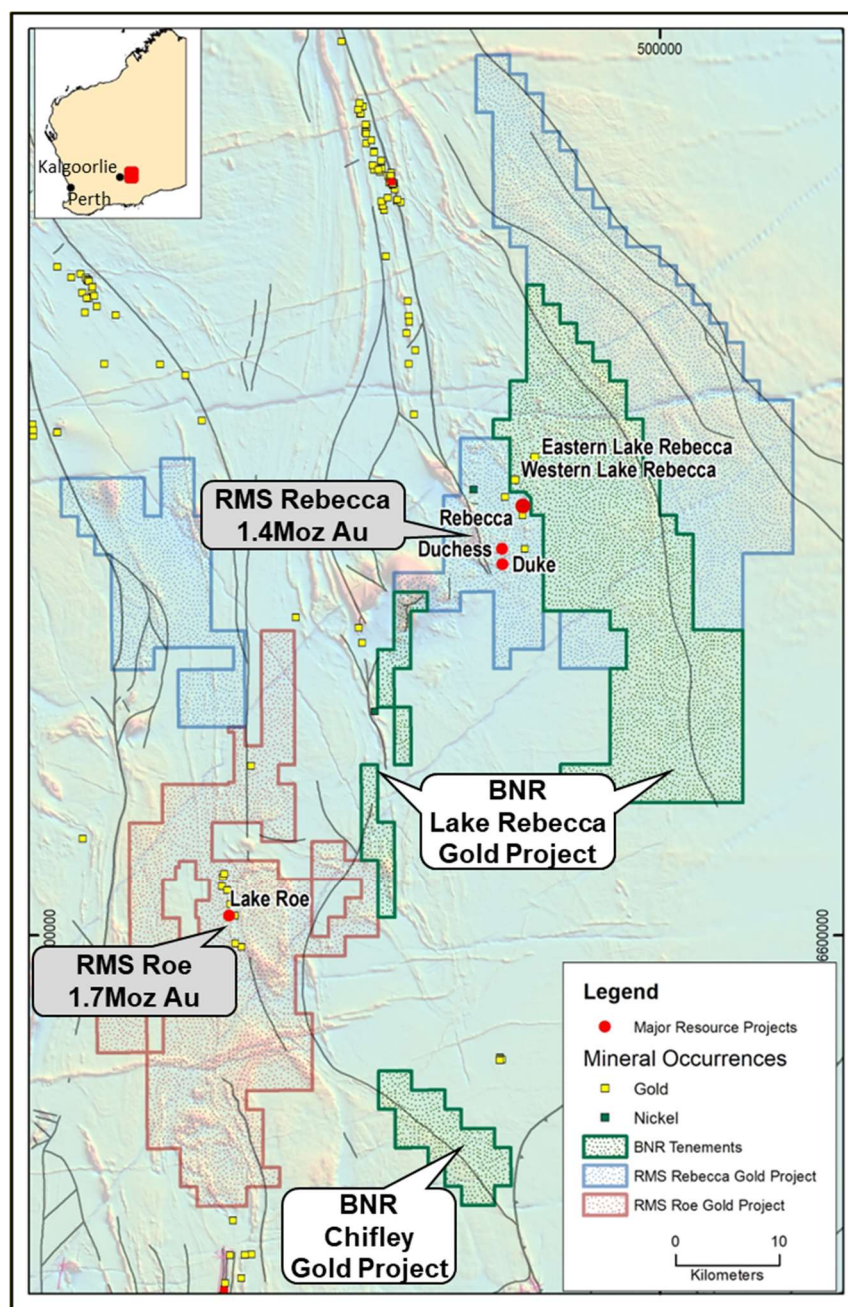 500000
Kalgoorlie
Perth
Eastern Lake Rebecca
Western Lake Rebecca
RMS Rebecca
1.4Moz Au
Rebecca
Duchess
Duke
BNR
Lake Rebecca
Gold Project
Lake Roe
RMS Roe
1.7Moz Au
6600000
BNR
Chifley
Gold Project
Legend
Major Resource Projects
Mineral Occurrences
Gold
Nickel
BNR Tenements
RMS Rebecca Gold Project
RMS Roe Gold Project
0 10
Kilometers